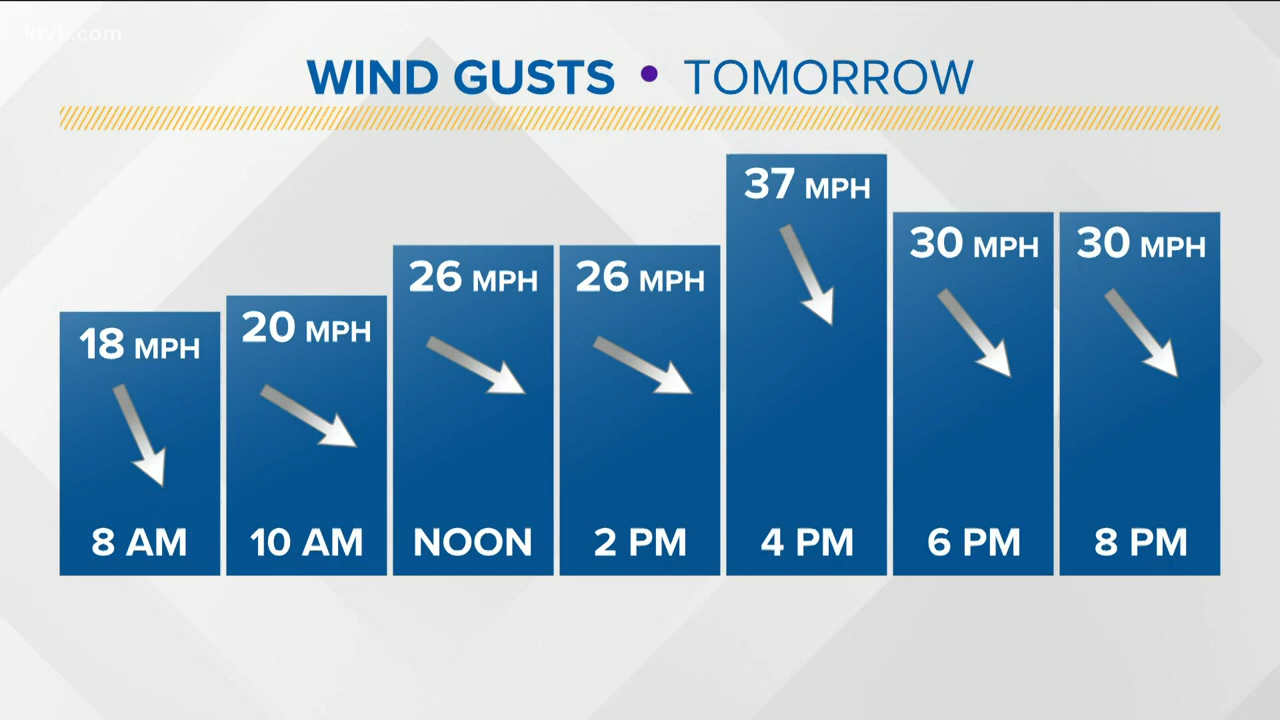 ktvb.com
WIND GUSTS • TOMORROW
18 MPH
8 AM
20 MPH
10 AM
26 MPH
NOON
26 MPH
2 PM
37 MPH
4 PM
30 MPH
6 PM
30 MPH
8 PM